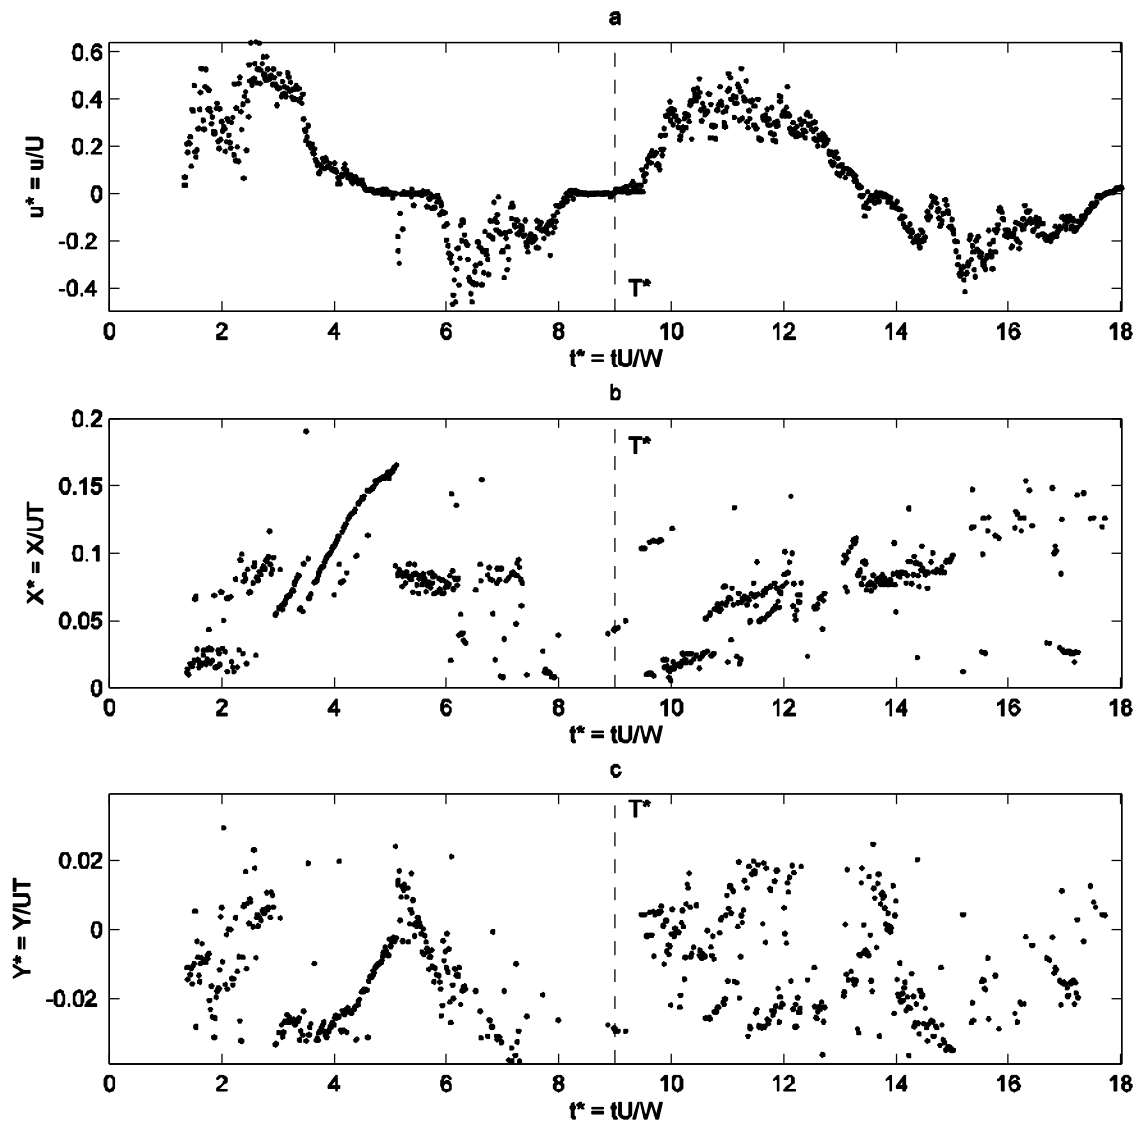 a
0.6
0.4
0.2
0
-0.2
-0.4
u* = u/U
T*
0 2 4 6 8 10 12 14 16 18
t* = tU/W
b
0.2
0.15
0.1
0.05
0
X* = X/UT
T*
0 2 4 6 8 10 12 14 16 18
t* = tU/W
c
0.02
0
-0.02
Y* = Y/UT
T*
0 2 4 6 8 10 12 14 16 18
t* = tU/W